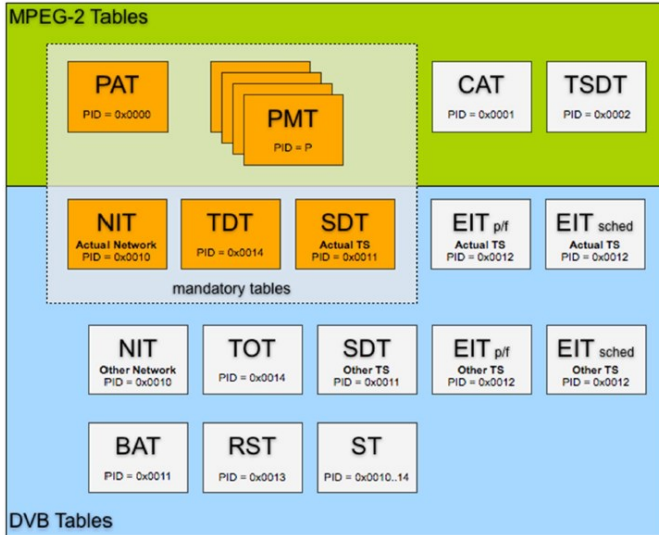 MPEG-2 Tables
PAT
PID = 0x0000
PMT
PID = P
CAT
PID = 0x0001
TSDT
PID = 0x0002
NIT
Actual Network
PID = 0x0010
TDT
PID = 0x0014
SDT
Actual TS
PID = 0x0011
EIT p/f
Actual TS
PID = 0x0012
EIT sched
Actual TS
PID = 0x0012
mandatory tables
NIT
Other Network
PID = 0x0010
TOT
PID = 0x0014
SDT
Other TS
PID = 0x0011
EIT p/f
Other TS
PID = 0x0012
EIT sched
Other TS
PID = 0x0012
BAT
PID = 0x0011
RST
PID = 0x0013
ST
PID = 0x0010..14
DVB Tables